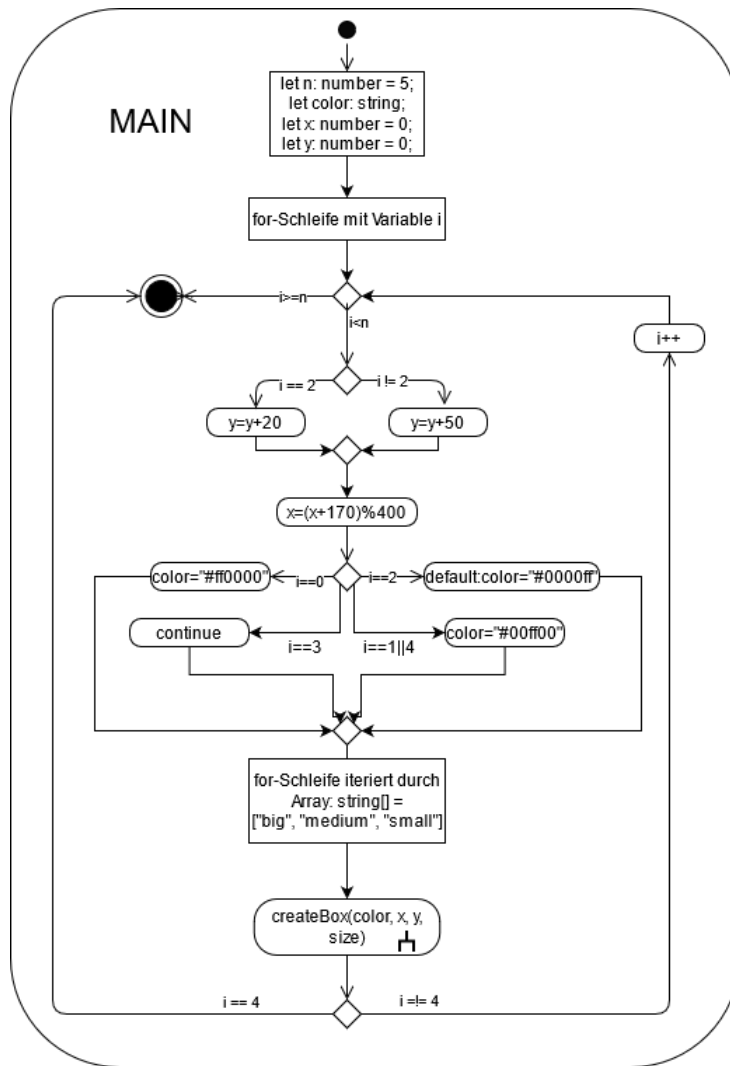 MAIN
let n: number = 5;
let color: string;
let x: number = 0;
let y: number = 0;
for-Schleife mit Variable i
i>=n
i<n
i++
i == 2
i != 2
y=y+20
y=y+50
x=(x+170)%400
color="#ff0000"
i==0
i==2
default:color="#0000ff"
continue
i==3
i==1||4
color="#00ff00"
for-Schleife iteriert durch
Array: string[] =
["big", "medium", "small"]
createBox(color, x, y,
size)
i == 4
i =!= 4